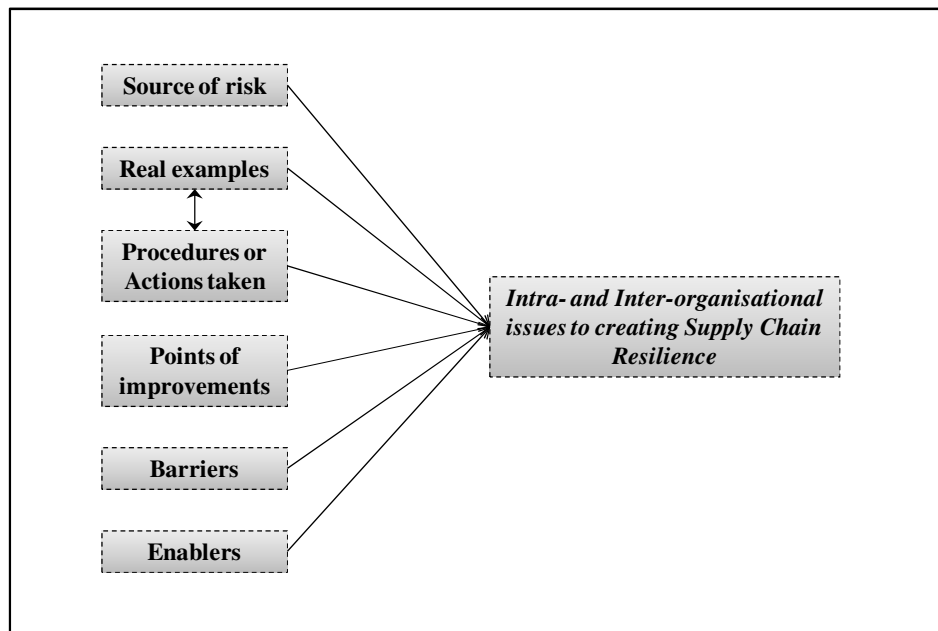 Source of risk
Real examples
Procedures or
Actions taken
Points of
improvements
Barriers
Enablers
Intra- and Inter-organisational
issues to creating Supply Chain
Resilience